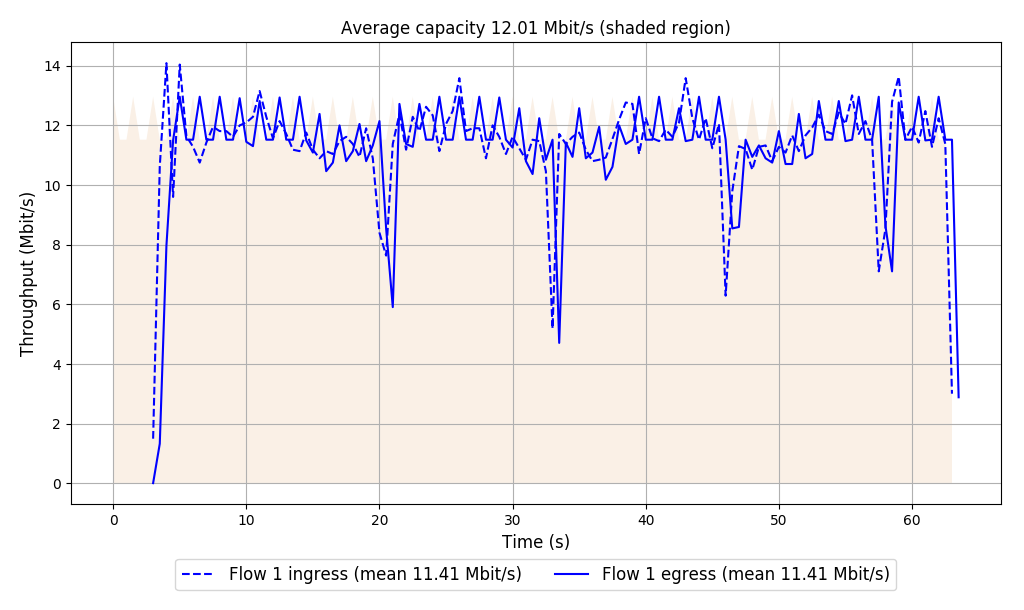 Average capacity 12.01 Mbit/s (shaded region)
Throughput (Mbit/s)
14
12
10
8
6
4
2
0
0 10 20 30 40 50 60
Time (s)
Flow 1 ingress (mean 11.41 Mbit/s) Flow 1 egress (mean 11.41 Mbit/s)